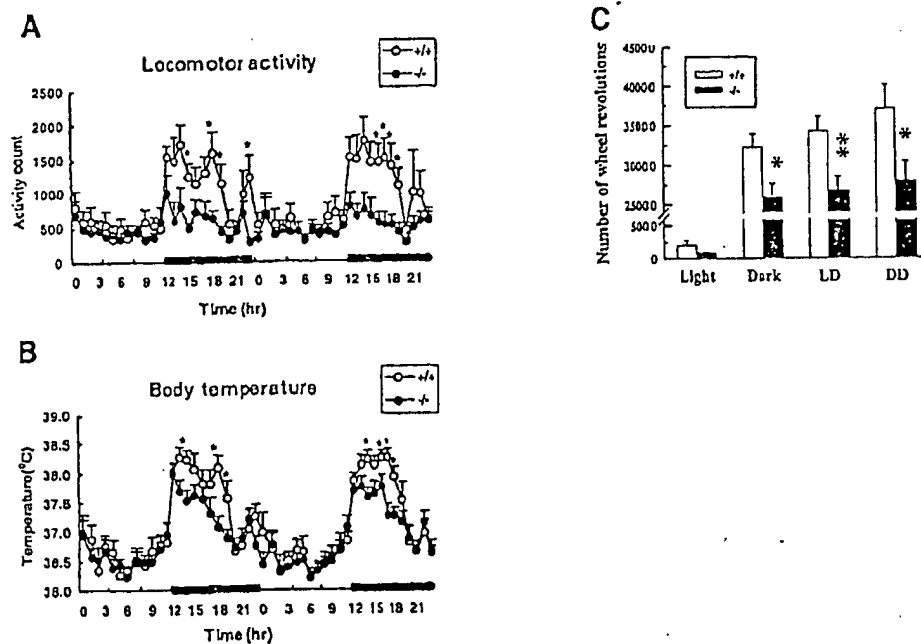 A
Locomotor activity
+/+
-/-
2500
2000
1500
1000
500
0
Activity count
0 3 6 9 12 15 18 21 0 3 6 9 12 15 18 21
Time (hr)
B
Body temperature
+/+
-/-
39.0
38.5
38.0
37.5
37.0
36.5
38.0
Temperature(°C)
0 3 6 9 12 15 18 21 0 3 6 9 12 15 18 21
Time (hr)
C
+/+
-/-
45000
40000
35000
30000
25000
5000
0
Number of wheel revolutions
Light Dark LD DD